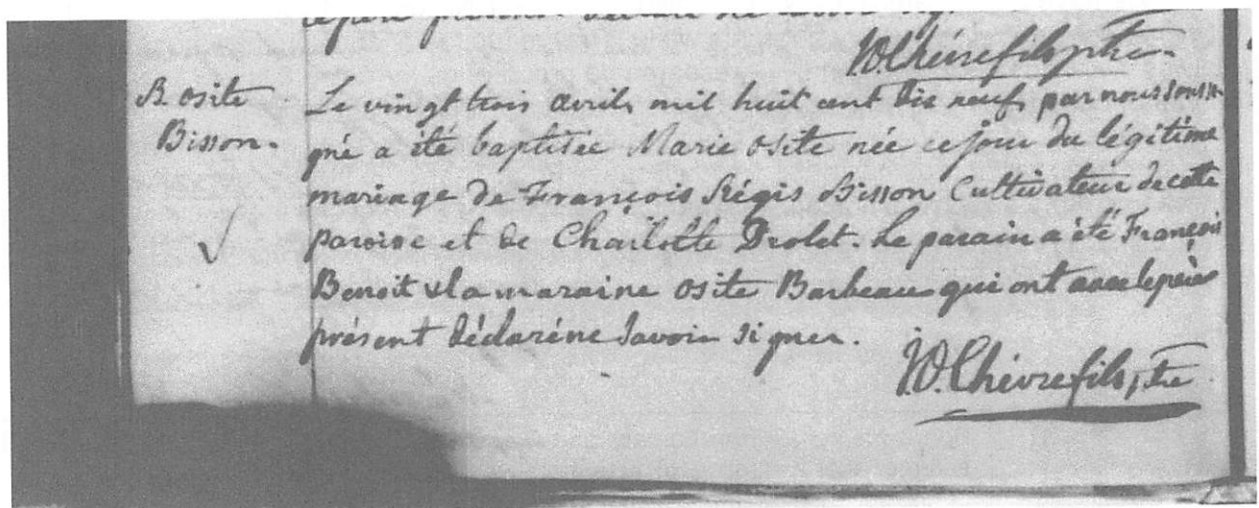 W. Chèvrefils ptre.
B. osite
Bisson.
Le vingt trois avril, mil huit cent dix neuf, par nous soussi-
gné a été baptisée Marie osite née ce jour du légitime
mariage de François Régis Bisson Cultivateur de cette
paroisse et de Charlotte Drolet. Le parain a été François
Benoit & la maraine osite Barbeau qui ont avec le père
présent déclaré ne savoir signer.
Chèvrefils, Ptre